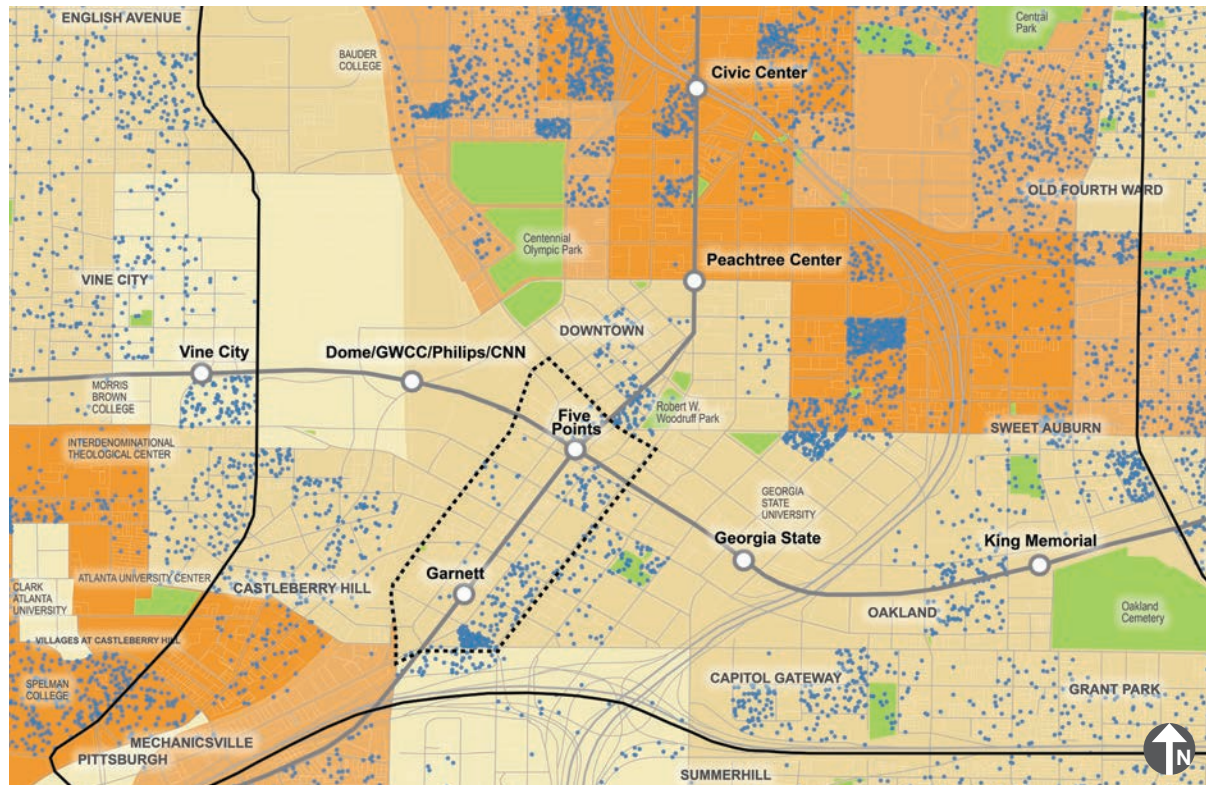 ENGLISH AVENUE
BAUDER
COLLEGE
Central
Park
Civic Center
OLD FOURTH WARD
Centennial
Olympic Park
Peachtree Center
VINE CITY
DOWNTOWN
Vine City
Dome/GWCC/Philips/CNN
MORRIS
BROWN
COLLEGE
Robert W.
Woodruff Park
Five
Points
SWEET AUBURN
INTERDENOMINATIONAL
THEOLOGICAL CENTER
GEORGIA
STATE
UNIVERSITY
Georgia State
King Memorial
Garnett
ATLANTA UNIVERSITY CENTER
CASTLEBERRY HILL
CLARK
ATLANTA
UNIVERSITY
OAKLAND
Oakland
Cemetery
VILLAGES AT CASTLEBERRY HILL
SPELMAN
COLLEGE
CAPITOL GATEWAY
GRANT PARK
MECHANICSVILLE
PITTSBURGH
SUMMERHILL
N